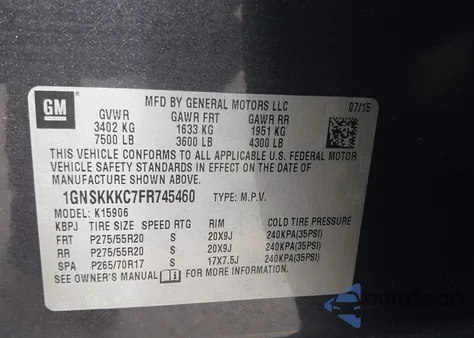 GM
MFD BY GENERAL MOTORS LLC
07/15
GVWR GAWR FRT GAWR RR
3402 KG 1633 KG 1951 KG
7500 LB 3600 LB 4300 LB
THIS VEHICLE CONFORMS TO ALL APPLICABLE U.S. FEDERAL MOTOR
VEHICLE SAFETY STANDARDS IN EFFECT ON THE DATE OF
MANUFACTURE SHOWN ABOVE.
1GNSKKKC7FR745460 TYPE: M.P.V.
MODEL: K15906
KBPJ TIRE SIZE SPEED RTG RIM COLD TIRE PRESSURE
FRT P275/55R20 S 20X9J 240KPA(35PSI)
RR P275/55R20 S 20X9J 240KPA(35PSI)
SPA P265/70R17 S 17X7.5J 240KPA(35PSI)
SEE OWNER'S MANUAL FOR MORE INFORMATION.
AutoSnap